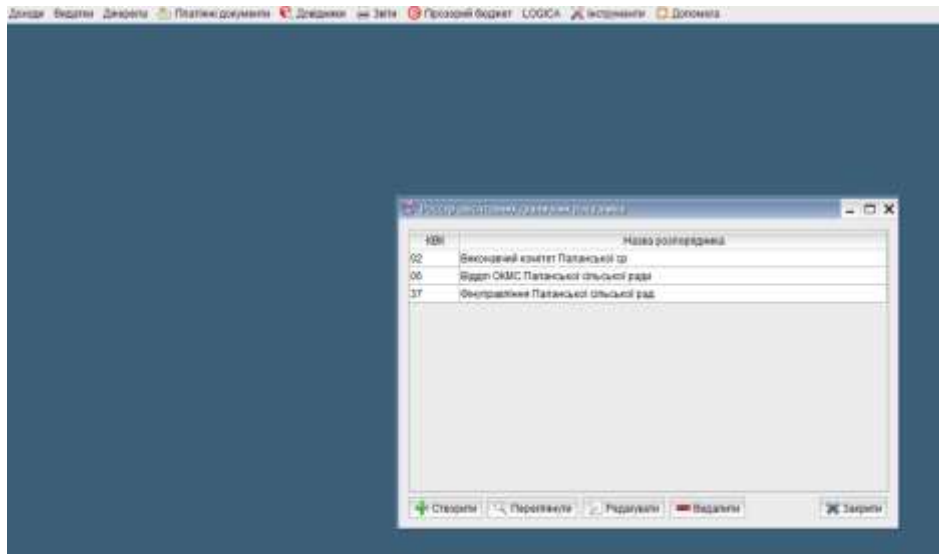 Доходи Видатки Джерела Платіжні документи Довідники Звіти Прозорий бюджет LOGICA Інструменти Допомога
КВК Назва розпорядника
02 Виконавчий комітет Паланської ср
06 Відділ ОКМС Паланської сільської ради
37 Фінуправління Паланської сільської рад
Створити Переглянути Редагувати Видалити Закрити